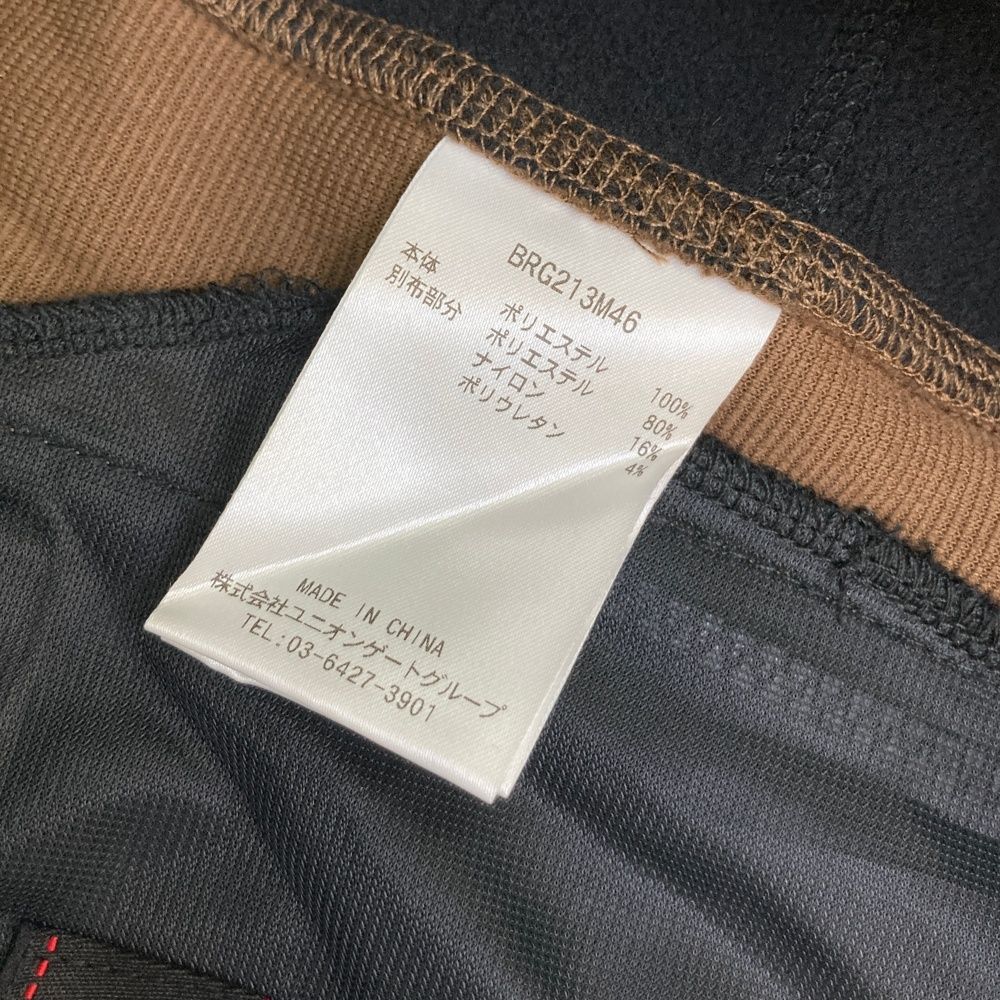 BRG213M46
本体 ポリエステル 100%
別布部分 ポリエステル 80%
ナイロン 16%
ポリウレタン 4%
MADE IN CHINA
株式会社ユニオンゲートグループ
TEL:03-6427-3901